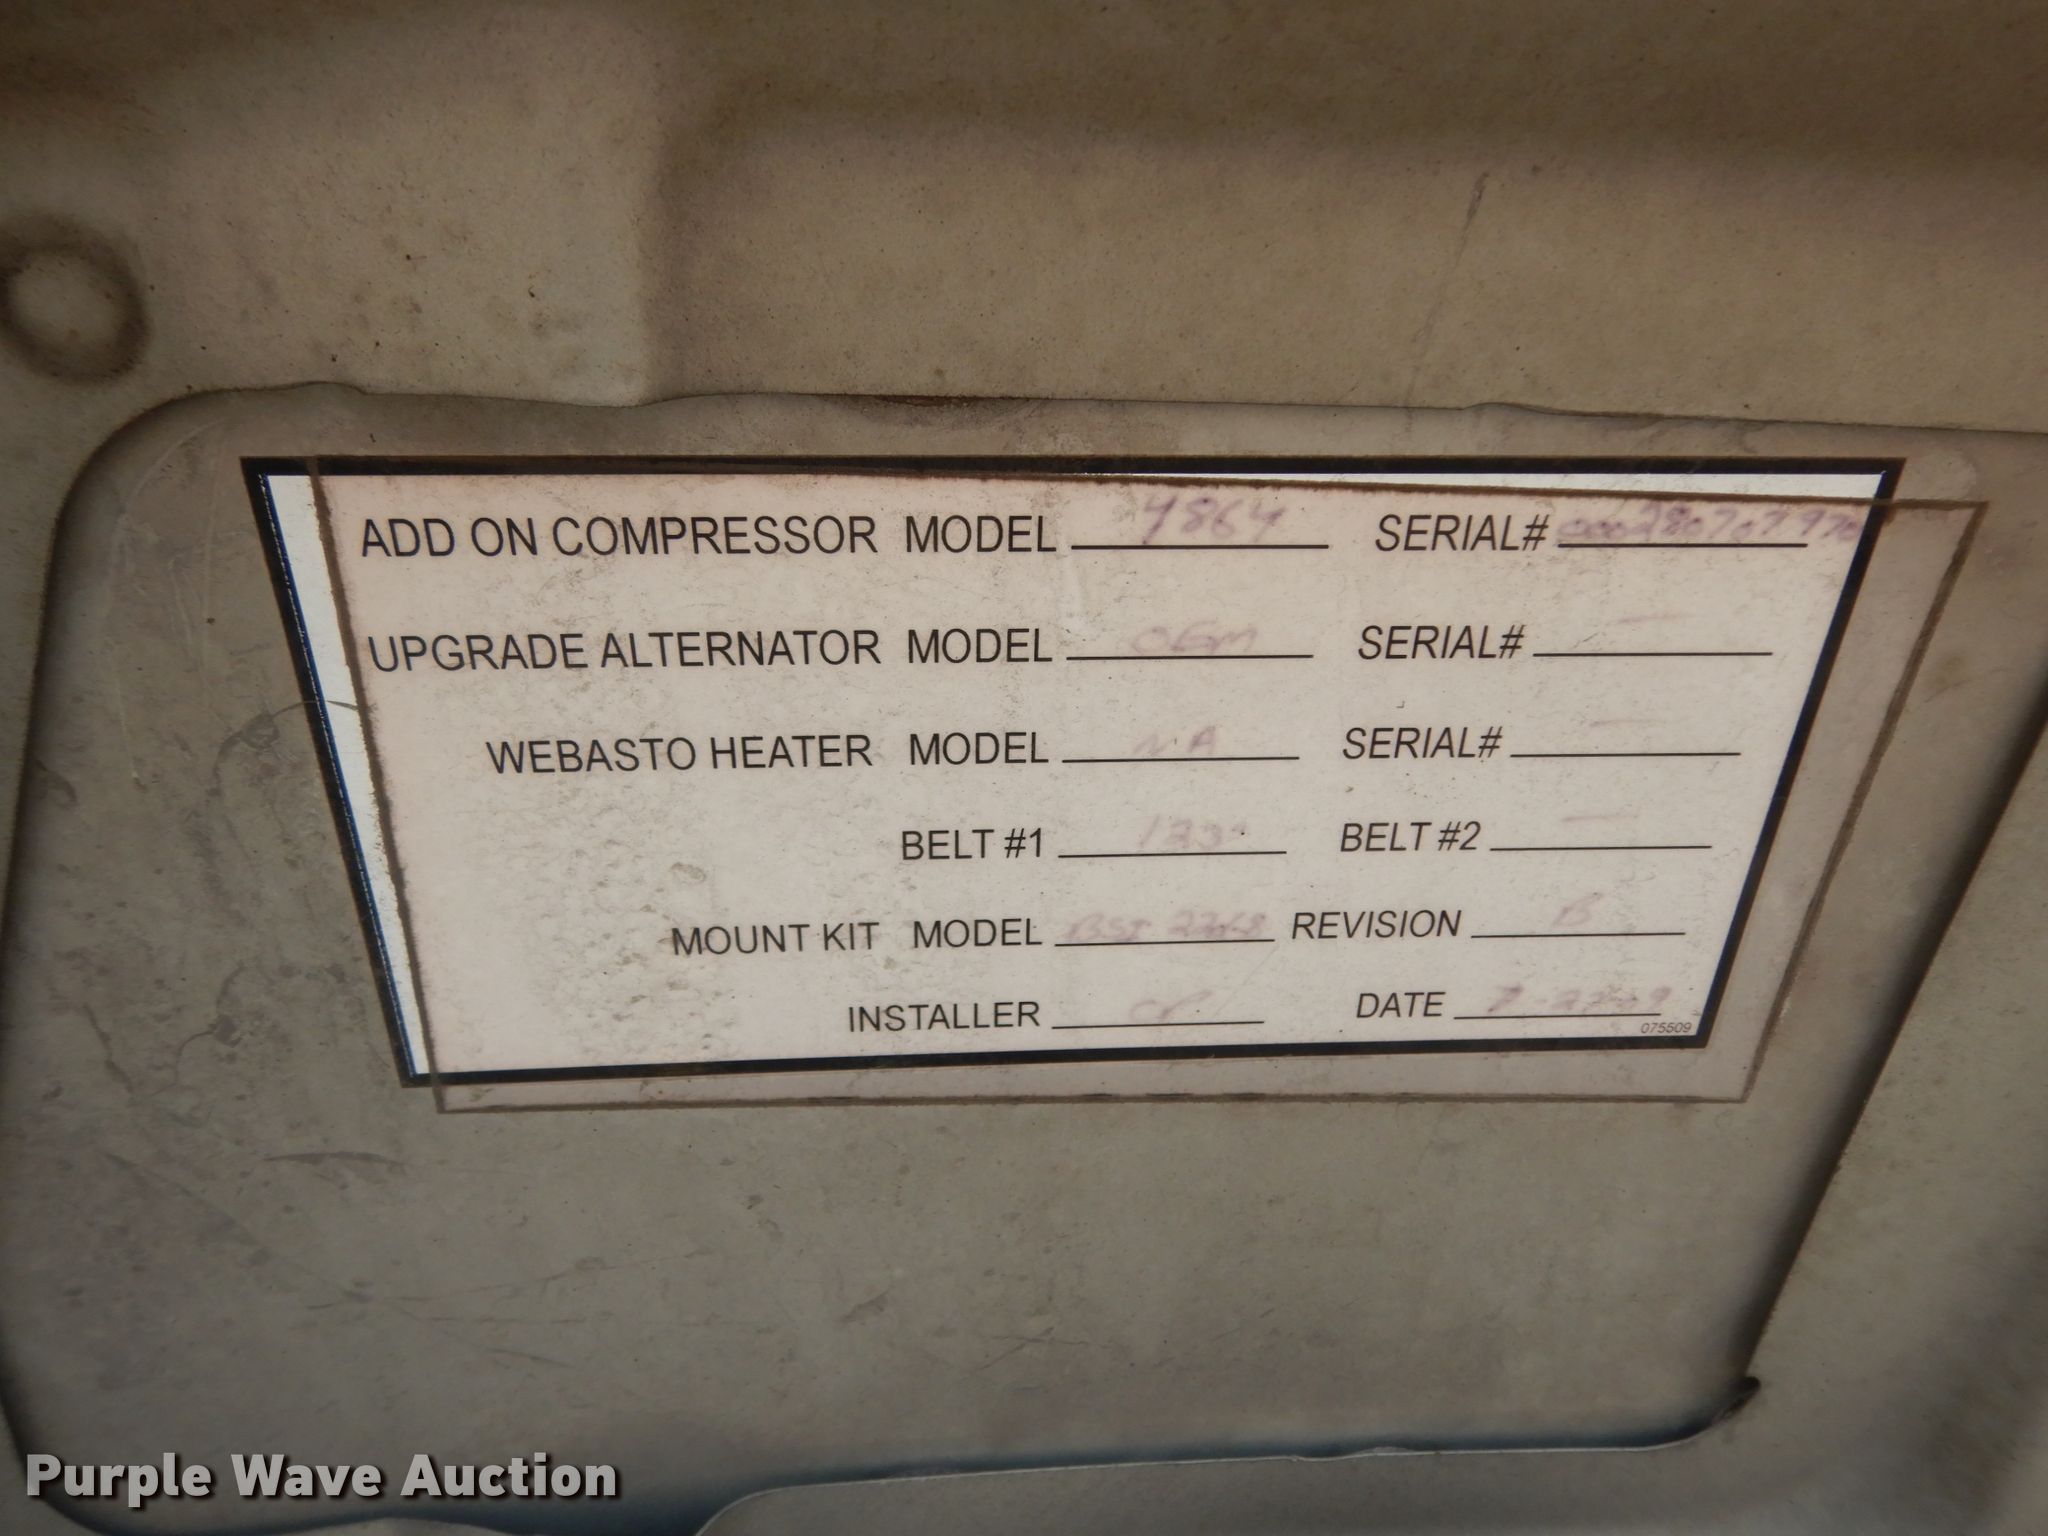 ADD ON COMPRESSOR MODEL 4864 SERIAL#
UPGRADE ALTERNATOR MODEL OEM SERIAL# —
WEBASTO HEATER MODEL NA SERIAL# —
BELT #1 BELT #2 —
MOUNT KIT MODEL REVISION B
INSTALLER DATE
075509
Purple Wave Auction